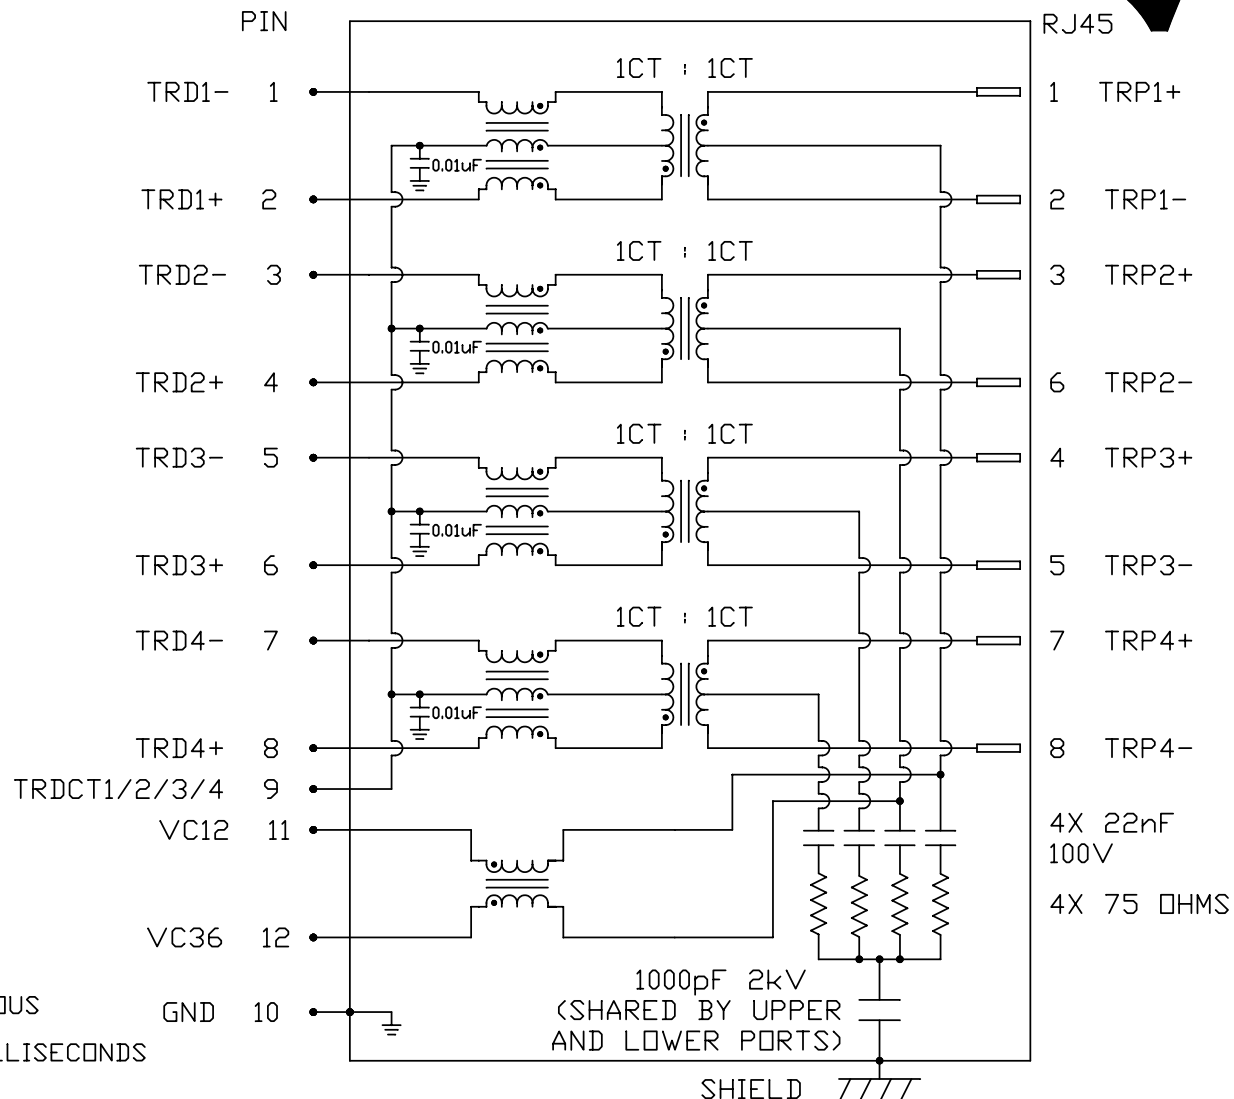 PIN
RJ45
1CT : 1CT
TRD1- 1
1 TRP1+
0.01uF
TRD1+ 2
2 TRP1-
1CT : 1CT
TRD2- 3
3 TRP2+
0.01uF
TRD2+ 4
6 TRP2-
1CT : 1CT
TRD3- 5
4 TRP3+
0.01uF
TRD3+ 6
5 TRP3-
1CT : 1CT
TRD4- 7
7 TRP4+
0.01uF
TRD4+ 8
8 TRP4-
TRDCT1/2/3/4 9
VC12 11
4X 22nF
100V
4X 75 OHMS
VC36 12
1000pF 2kV
(SHARED BY UPPER
AND LOWER PORTS)
OUS
GND 10
LLISECONDS
SHIELD